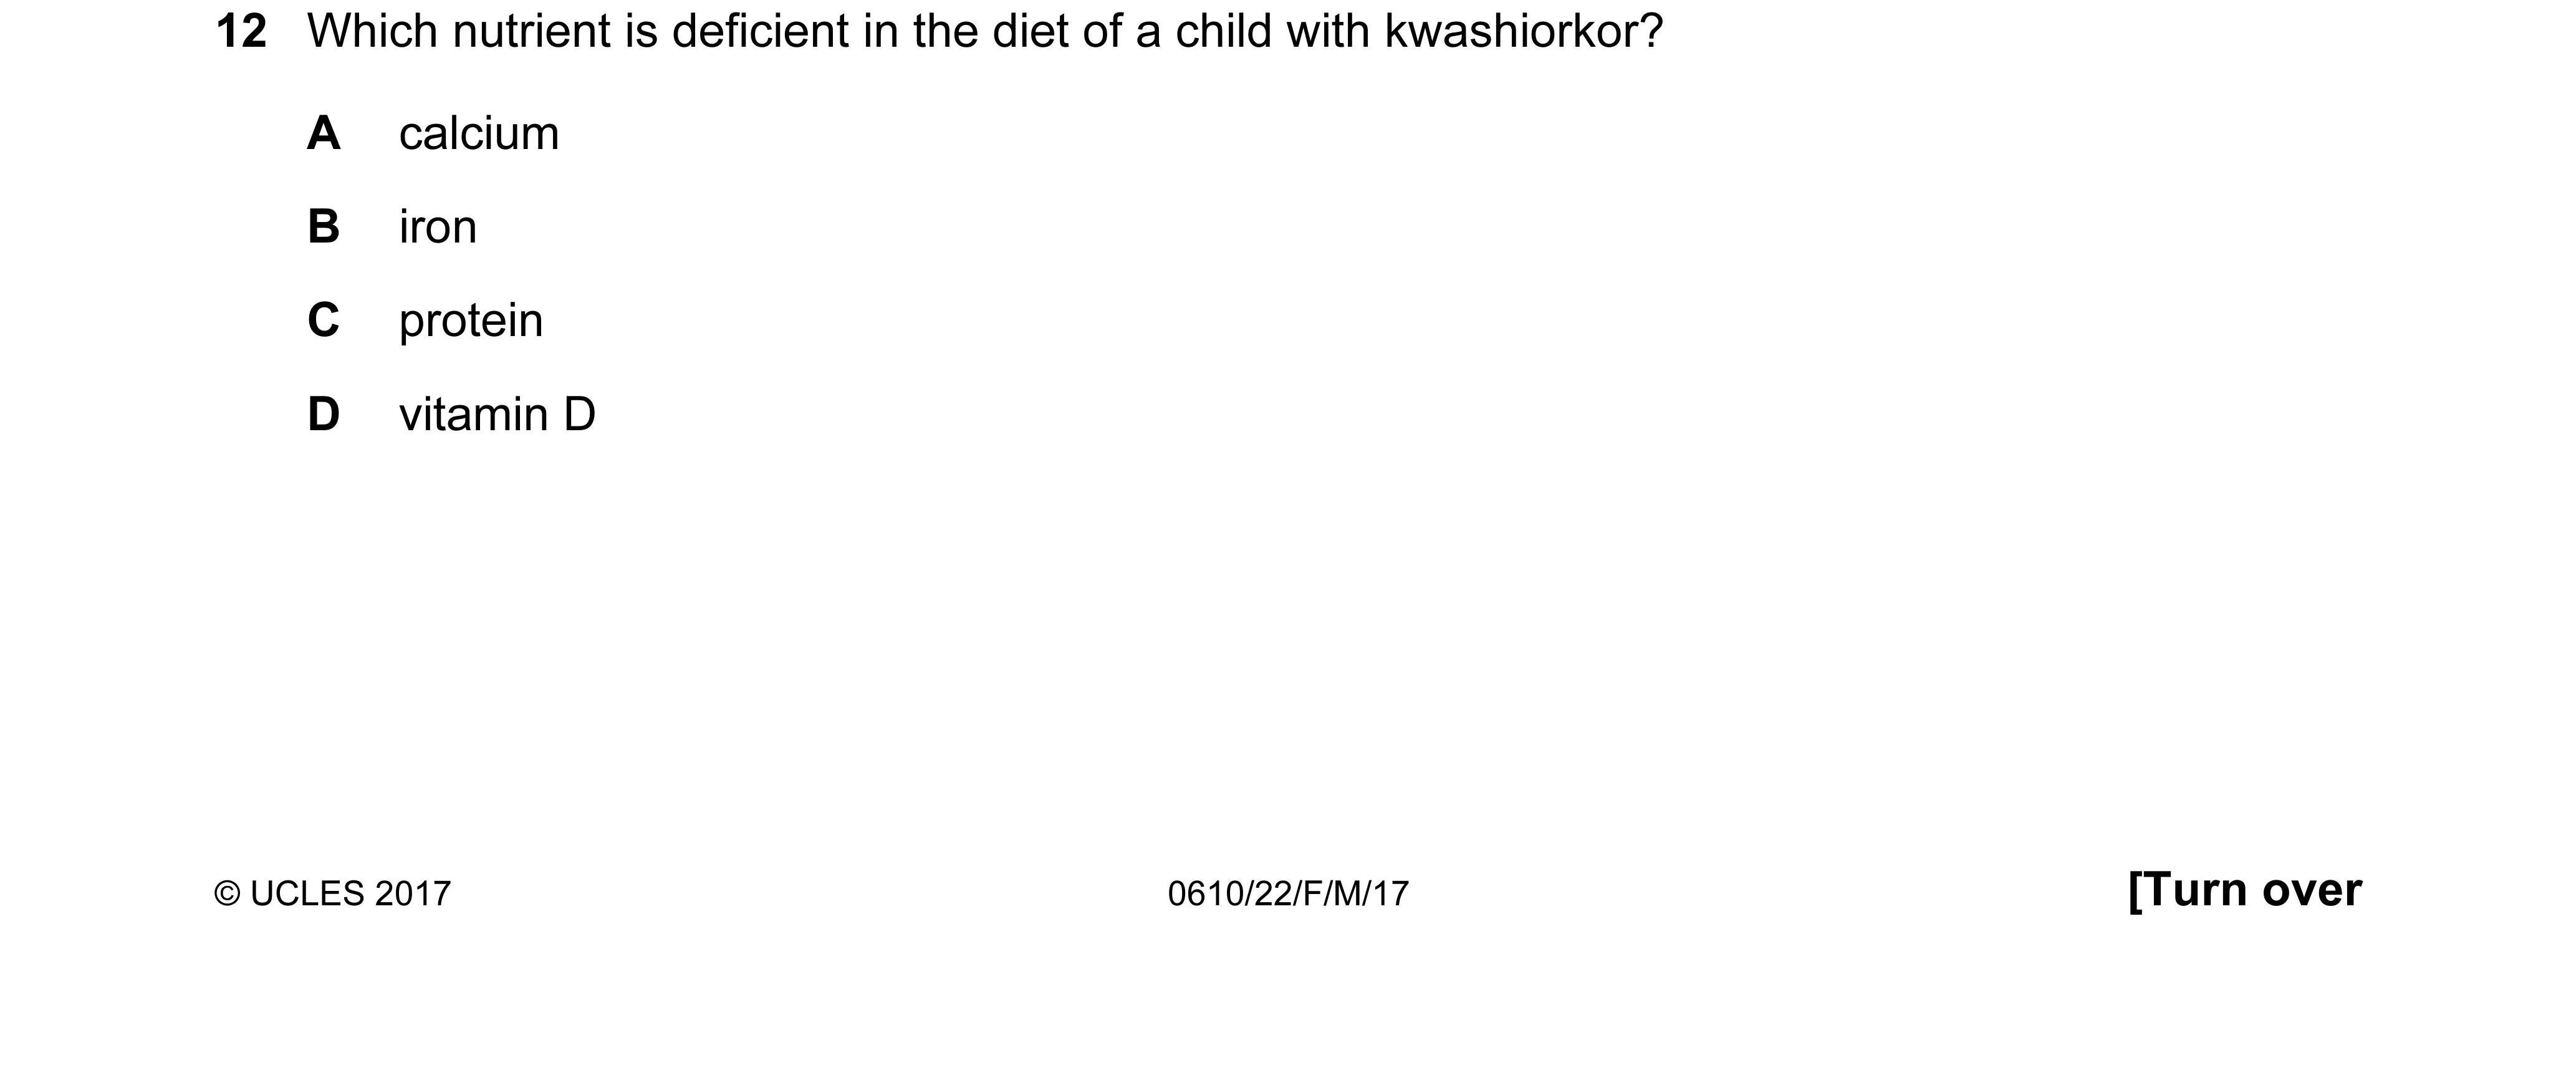 12 Which nutrient is deficient in the diet of a child with kwashiorkor?
A calcium
B iron
C protein
D vitamin D
© UCLES 2017 0610/22/F/M/17 [Turn over